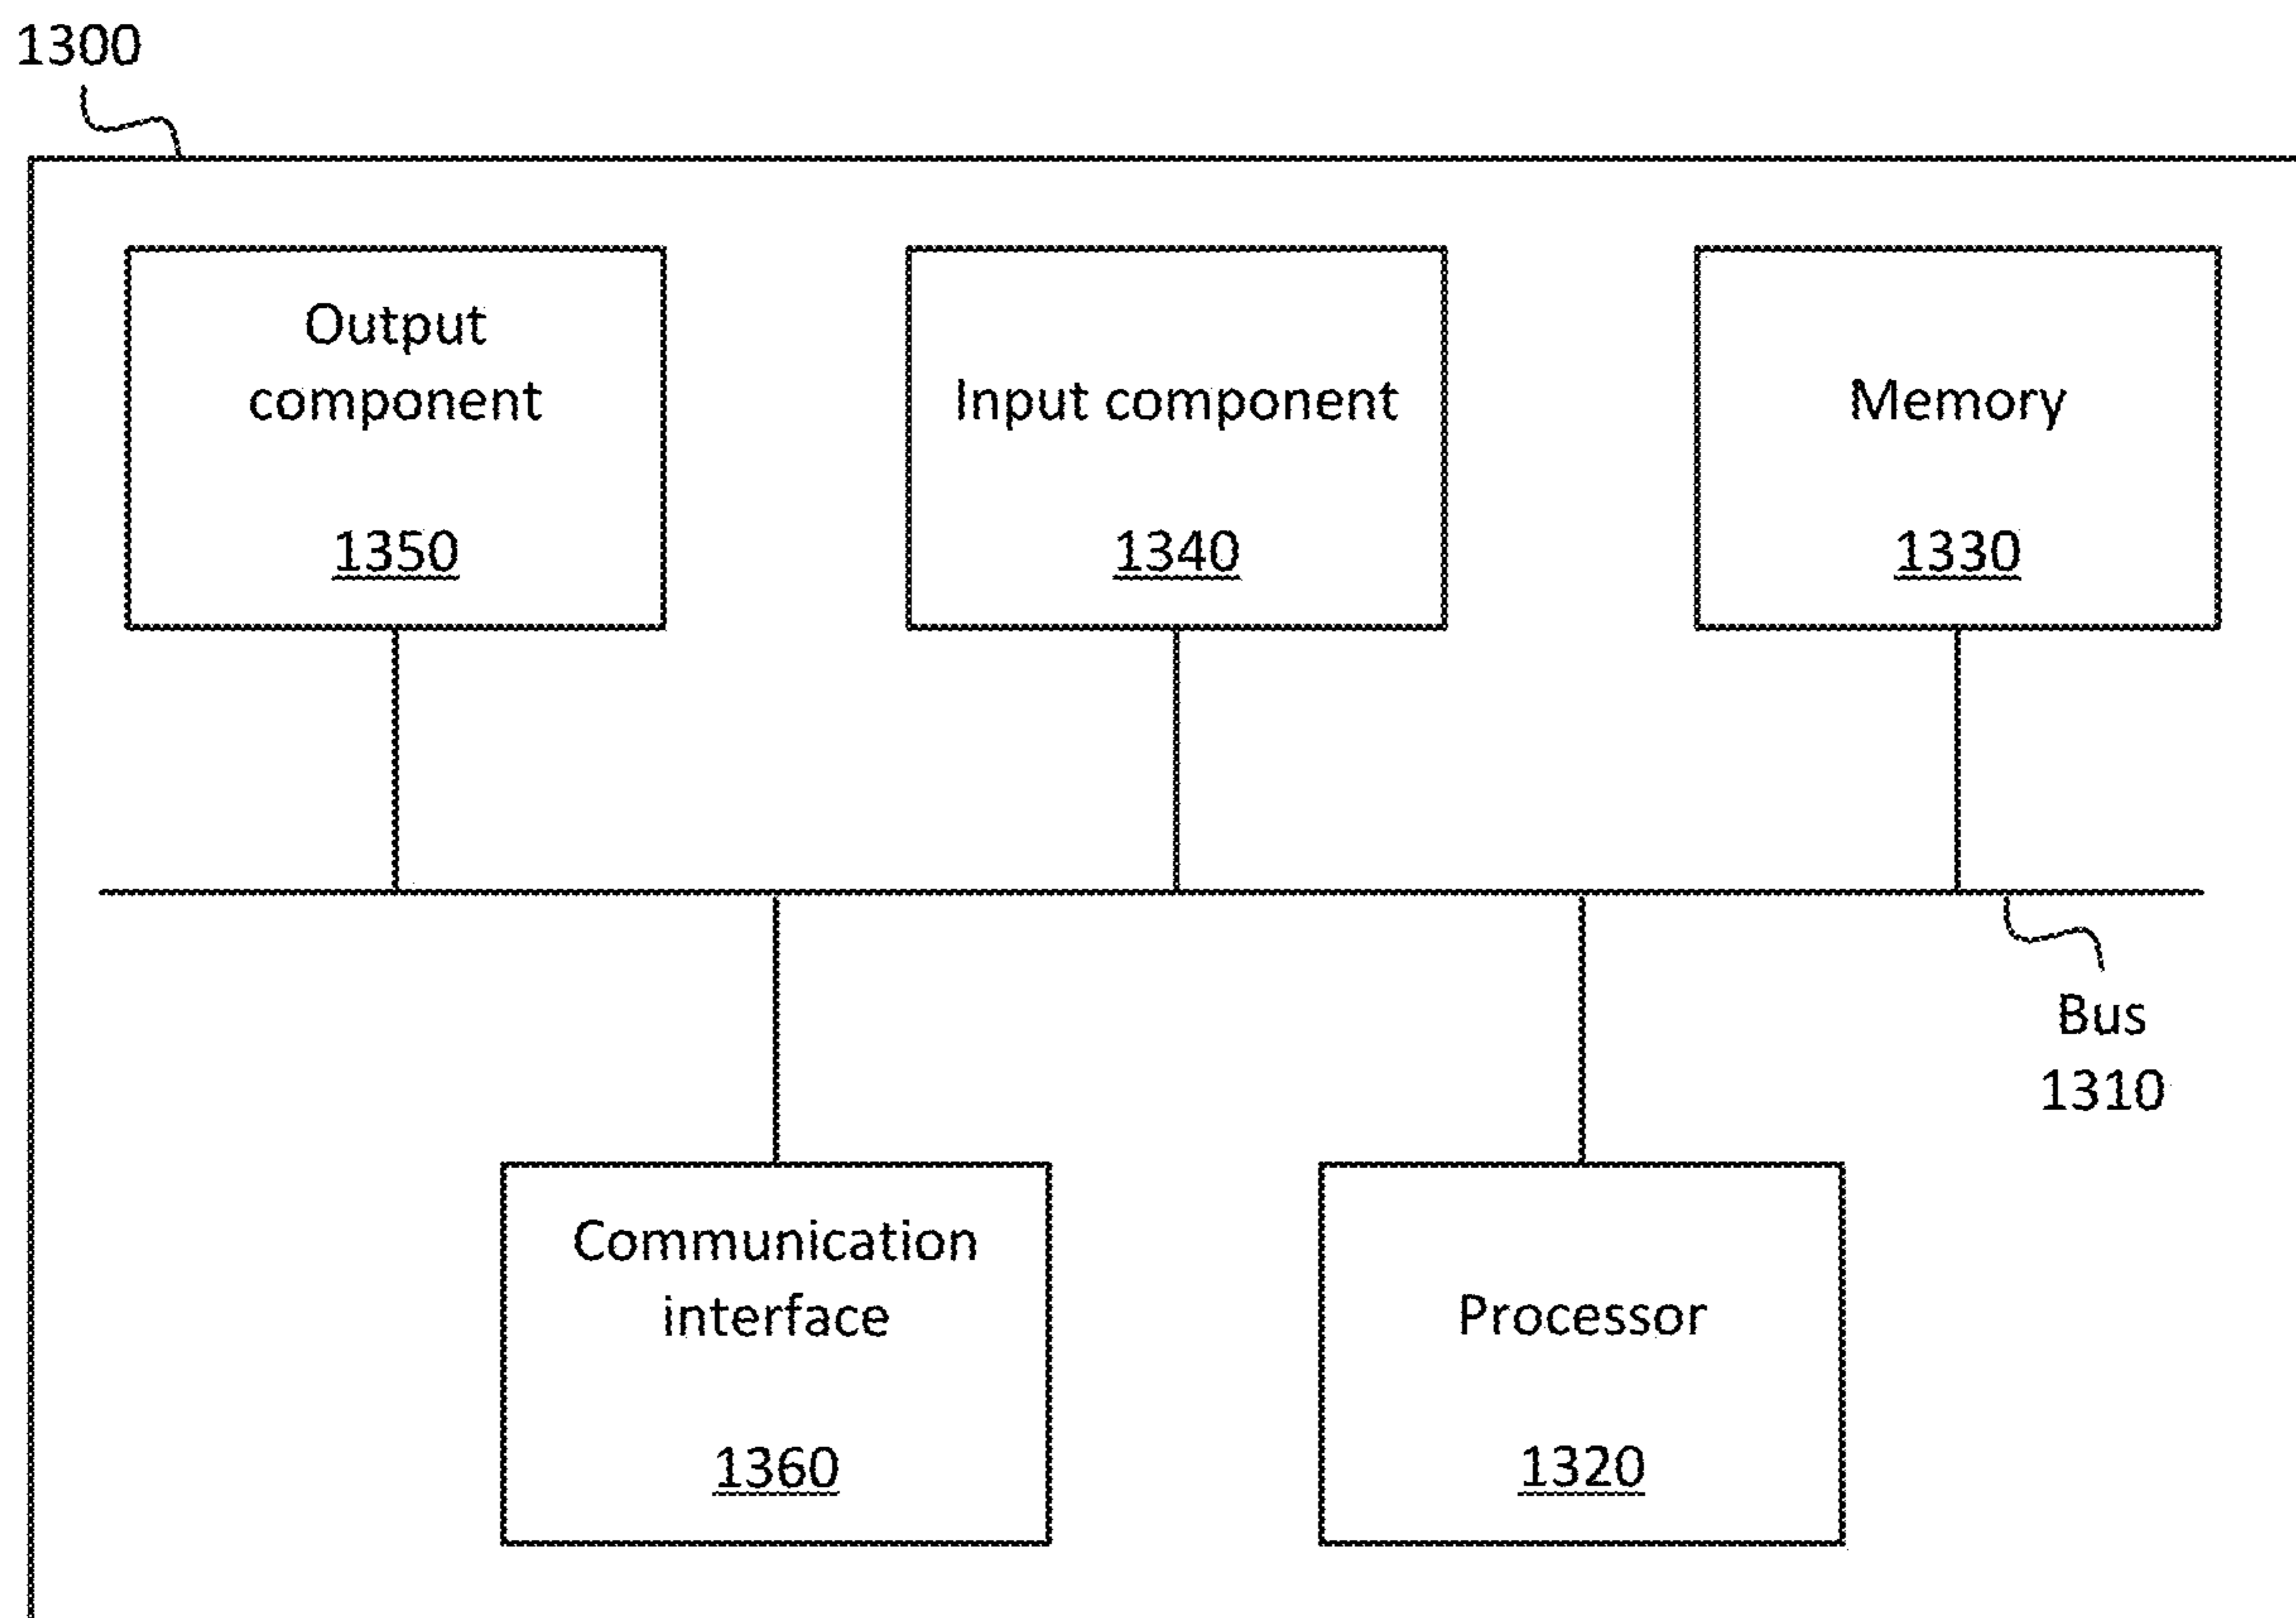 1300
Output
component
1350
Input component
1340
Memory
1330
Bus
1310
Communication
interface
1360
Processor
1320